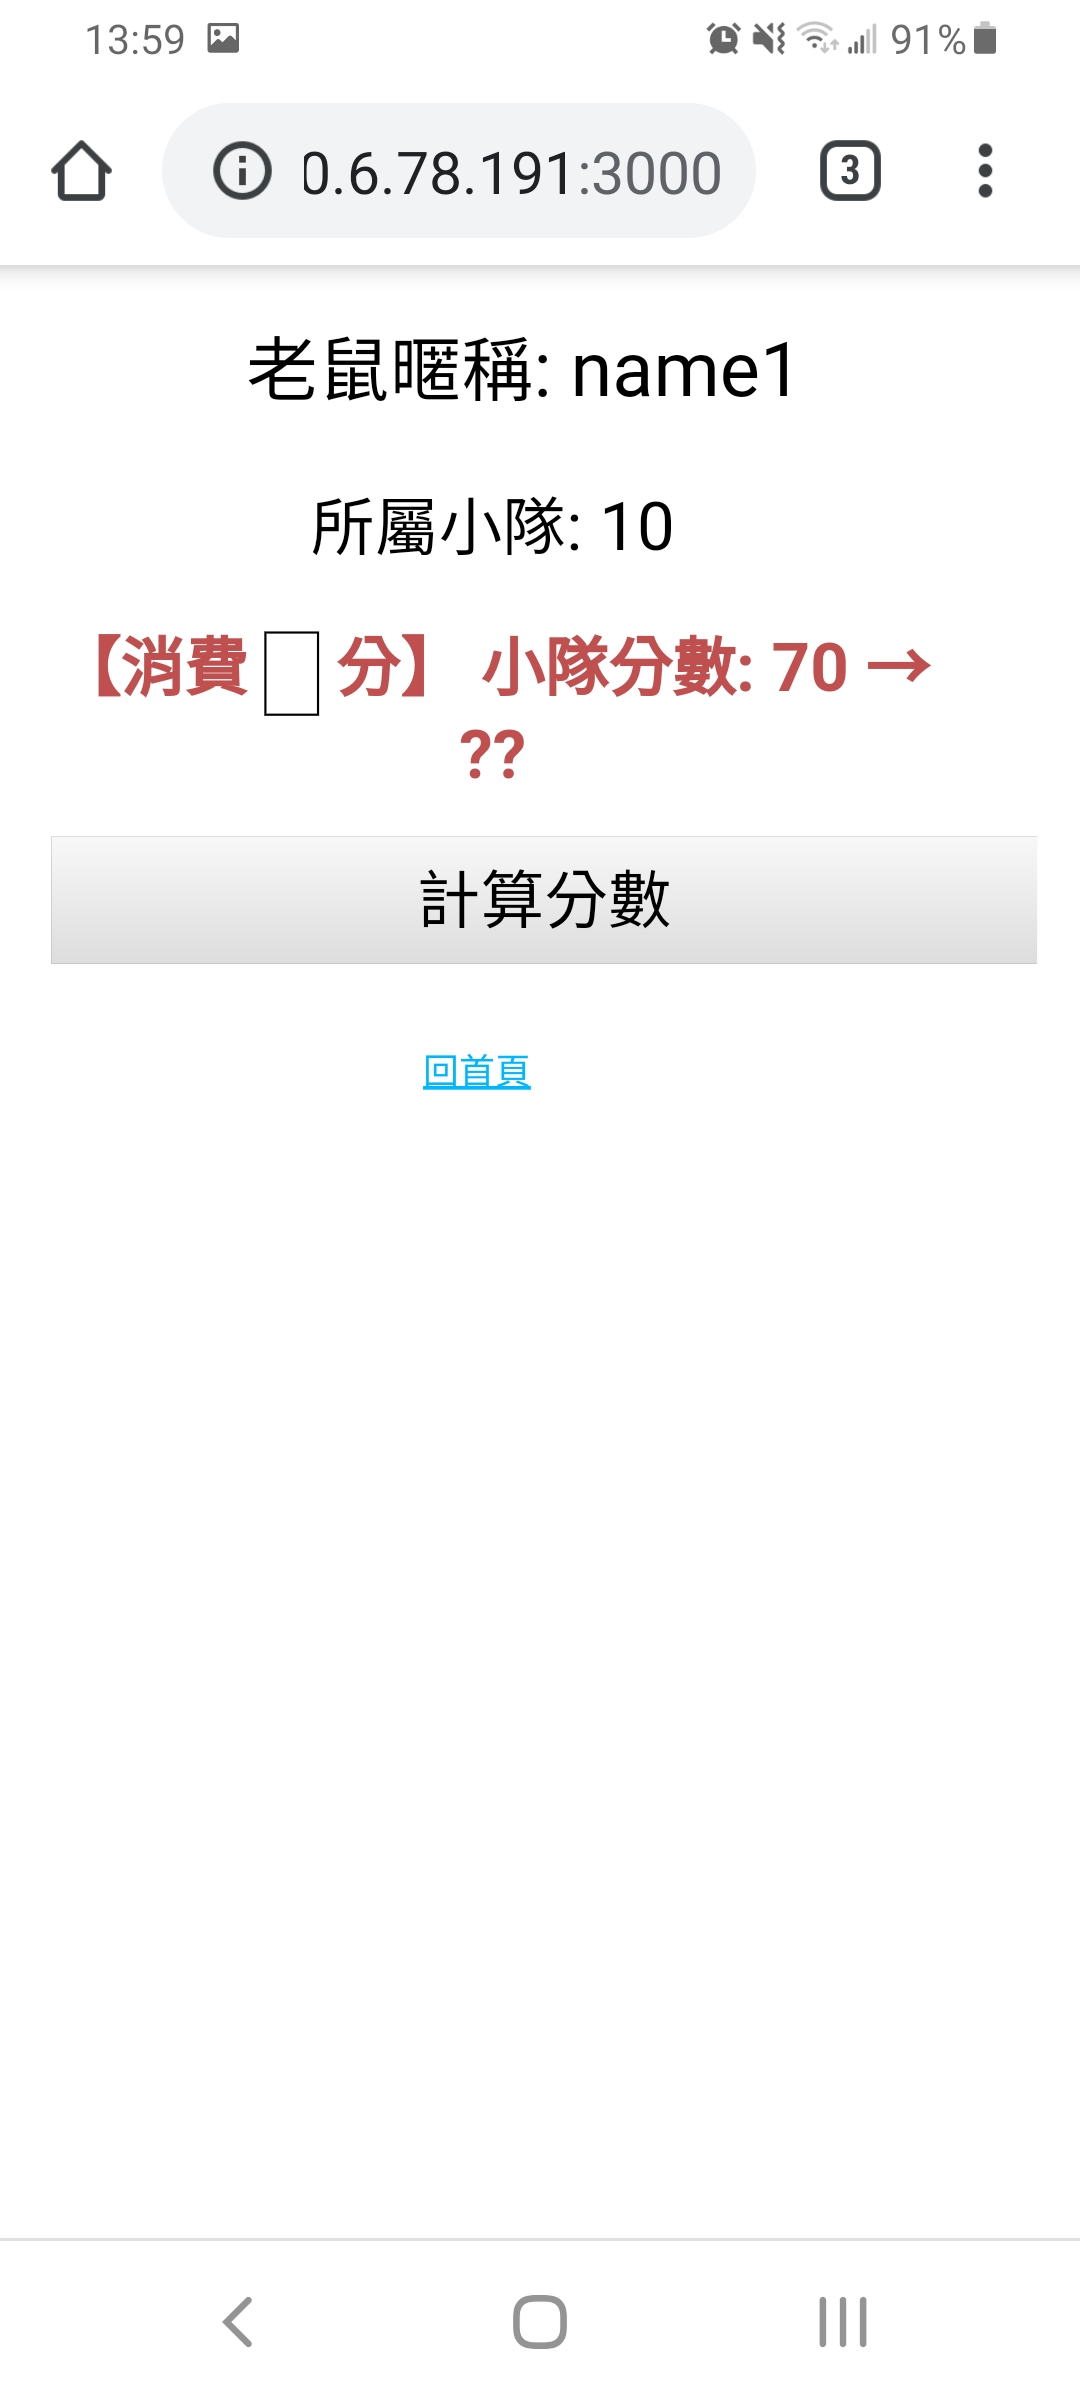 13:59 91%
0.6.78.191:3000 3
老鼠暱稱: name1
所屬小隊: 10
【消費 分】 小隊分數: 70 →
??
計算分數
回首頁